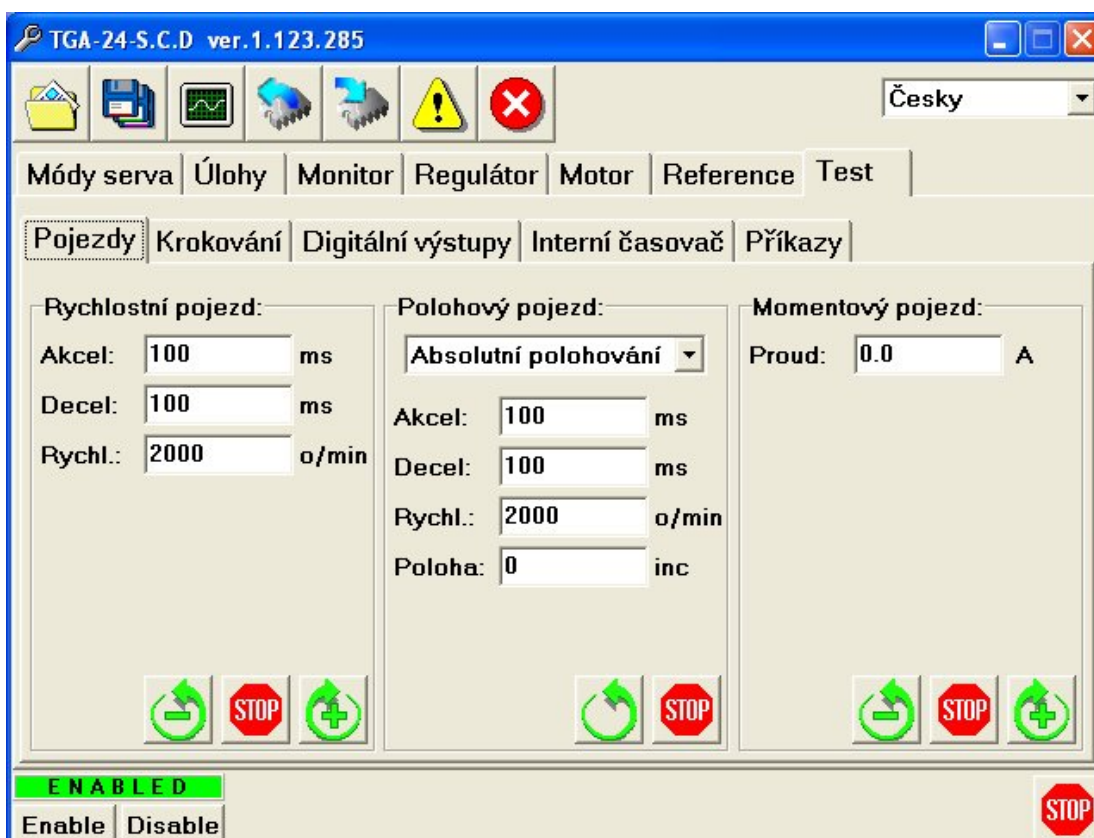 TGA-24-S.C.D ver.1.123.285
Česky
Módy serva Úlohy Monitor Regulátor Motor Reference Test
Pojezdy Krokování Digitální výstupy Interní časovač Příkazy
Rychlostní pojezd:
Akcel: 100 ms
Decel: 100 ms
Rychl.: 2000 o/min
STOP
Polohový pojezd:
Absolutní polohování
Akcel: 100 ms
Decel: 100 ms
Rychl.: 2000 o/min
Poloha: 0 inc
STOP
Momentový pojezd:
Proud: 0.0 A
STOP
ENABLED
Enable Disable
STOP